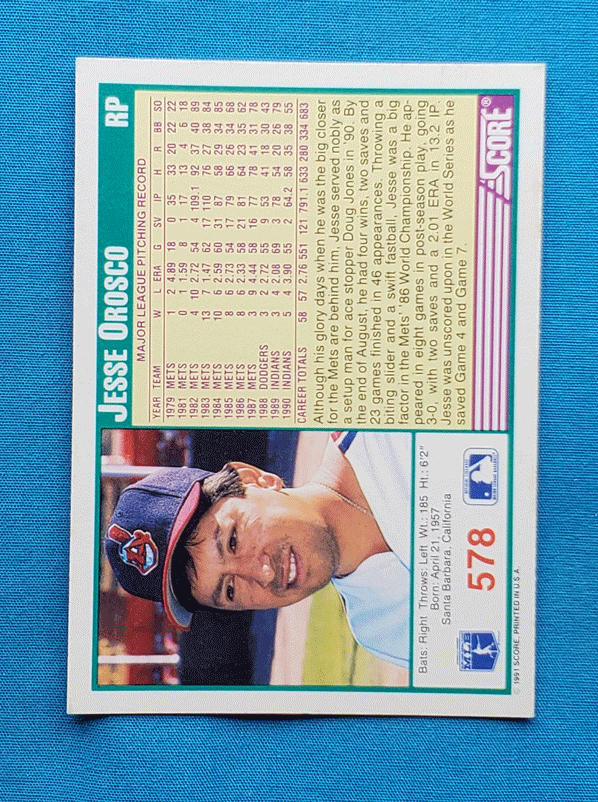 JESSE OROSCO RP
MAJOR LEAGUE PITCHING RECORD
YEAR TEAM W L ERA G SV IP H R BB SO
1979 METS 1 2 4.89 18 0 35 33 20 22 22
1981 METS 0 1 1.59 8 1 17 13 4 6 18
1982 METS 4 10 2.72 54 4 109.1 92 37 40 89
1983 METS 13 7 1.47 62 17 110 76 27 38 84
1984 METS 10 6 2.59 60 31 87 58 29 34 85
1985 METS 8 6 2.73 54 17 79 66 26 34 68
1986 METS 8 6 2.33 58 21 81 64 23 35 62
1987 METS 3 9 4.44 58 16 77 78 41 31 78
1988 DODGERS 3 2 2.72 55 9 53 41 18 30 43
1989 INDIANS 3 4 2.08 69 3 78 54 20 26 79
1990 INDIANS 5 4 3.90 55 2 64.2 58 35 38 55
CAREER TOTALS 58 57 2.76 551 121 791.1 633 280 334 683
Although his glory days when he was the big closer
for the Mets are behind him, Jesse served nobly as
a setup man for ace stopper Doug Jones in '90. By
the end of August, he had four wins, two saves and
23 games finished in 46 appearances. Throwing a
biting slider and a swift fastball, Jesse was a big
factor in the Mets' '86 World Championship. He ap-
peared in eight games in post-season play, going
3-0, with two saves and a 2.01 ERA in 13.2 IP.
Jesse was unscored upon in the World Series as he
saved Game 4 and Game 7.
Bats: Right Throws: Left Wt.: 185 Ht.: 6'2"
Born: April 21, 1957
Santa Barbara, California
MLB
578
SCORE®
© 1991 SCORE, PRINTED IN U.S.A.